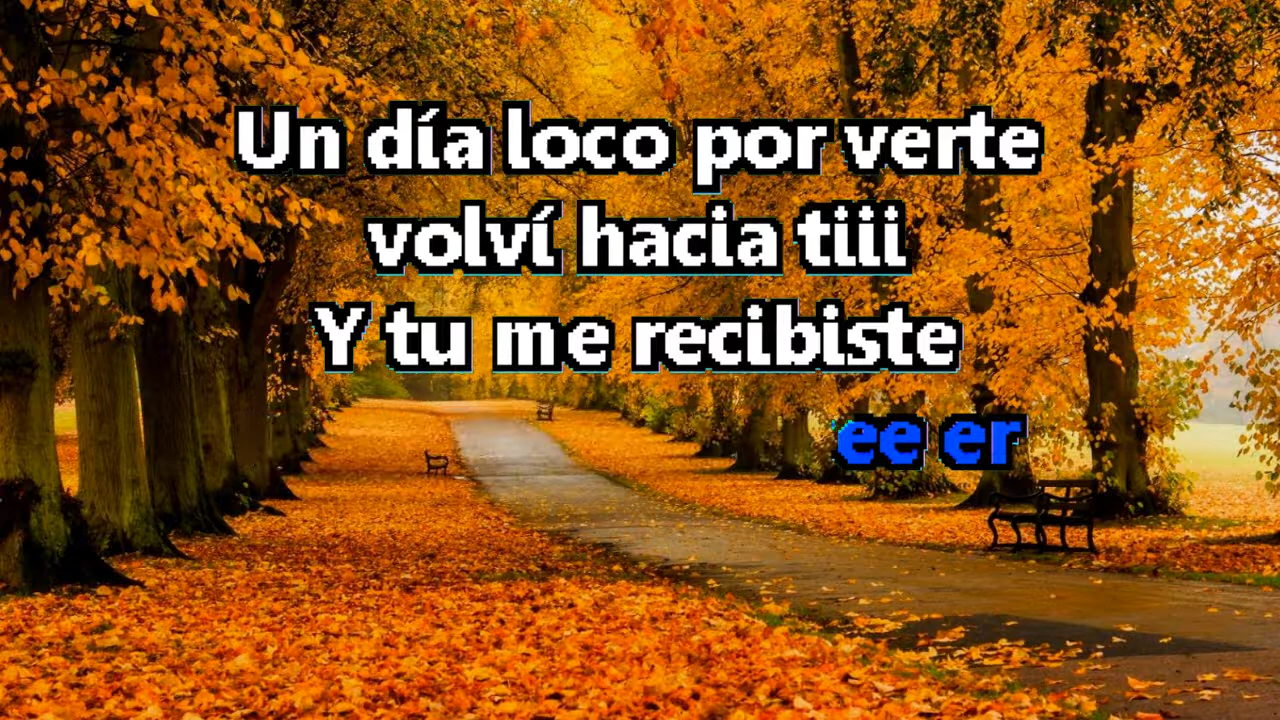 Un día loco por verte
volví hacia tiii
Y tu me recibiste
ee er